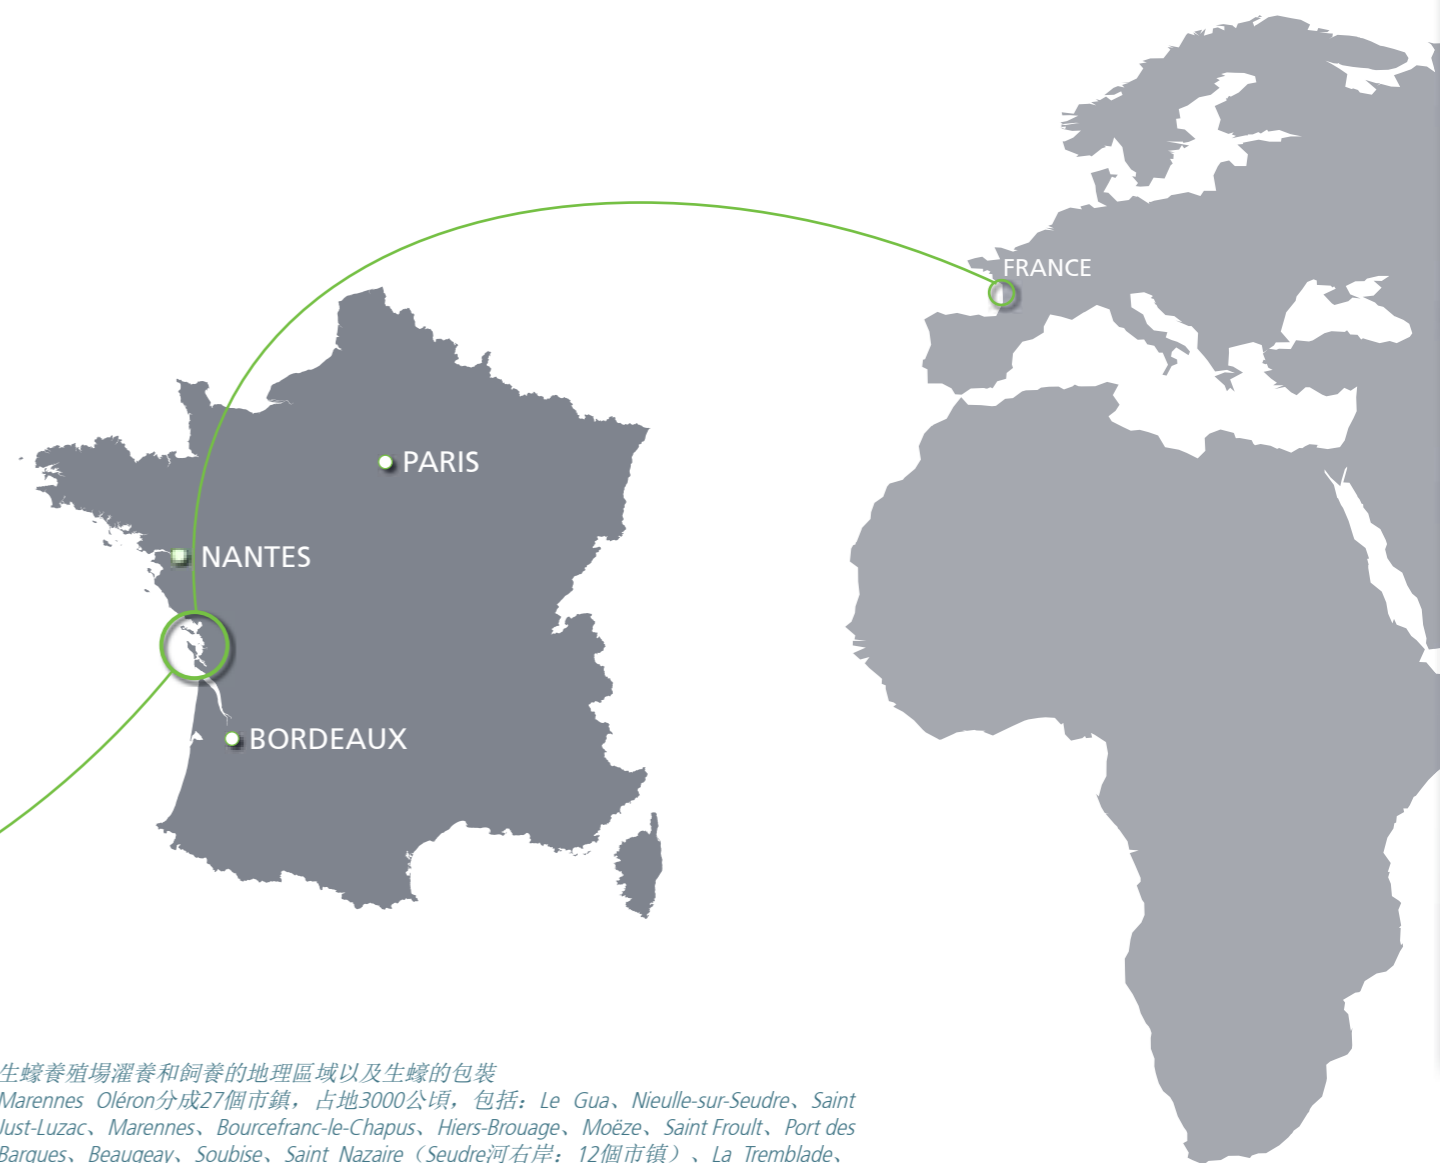 FRANCE
PARIS
NANTES
BORDEAUX
生蠔養殖場濯養和飼養的地理區域以及生蠔的包裝
Marennes Oléron分成27個市鎮，占地3000公頃，包括：Le Gua、Nieulle-sur-Seudre、Saint
Just-Luzac、Marennes、Bourcefranc-le-Chapus、Hiers-Brouage、Moëze、Saint Froult、Port des
Barques、Beaugeay、Soubise、Saint Nazaire（Seudre河右岸：12個市镇）、La Tremblade、